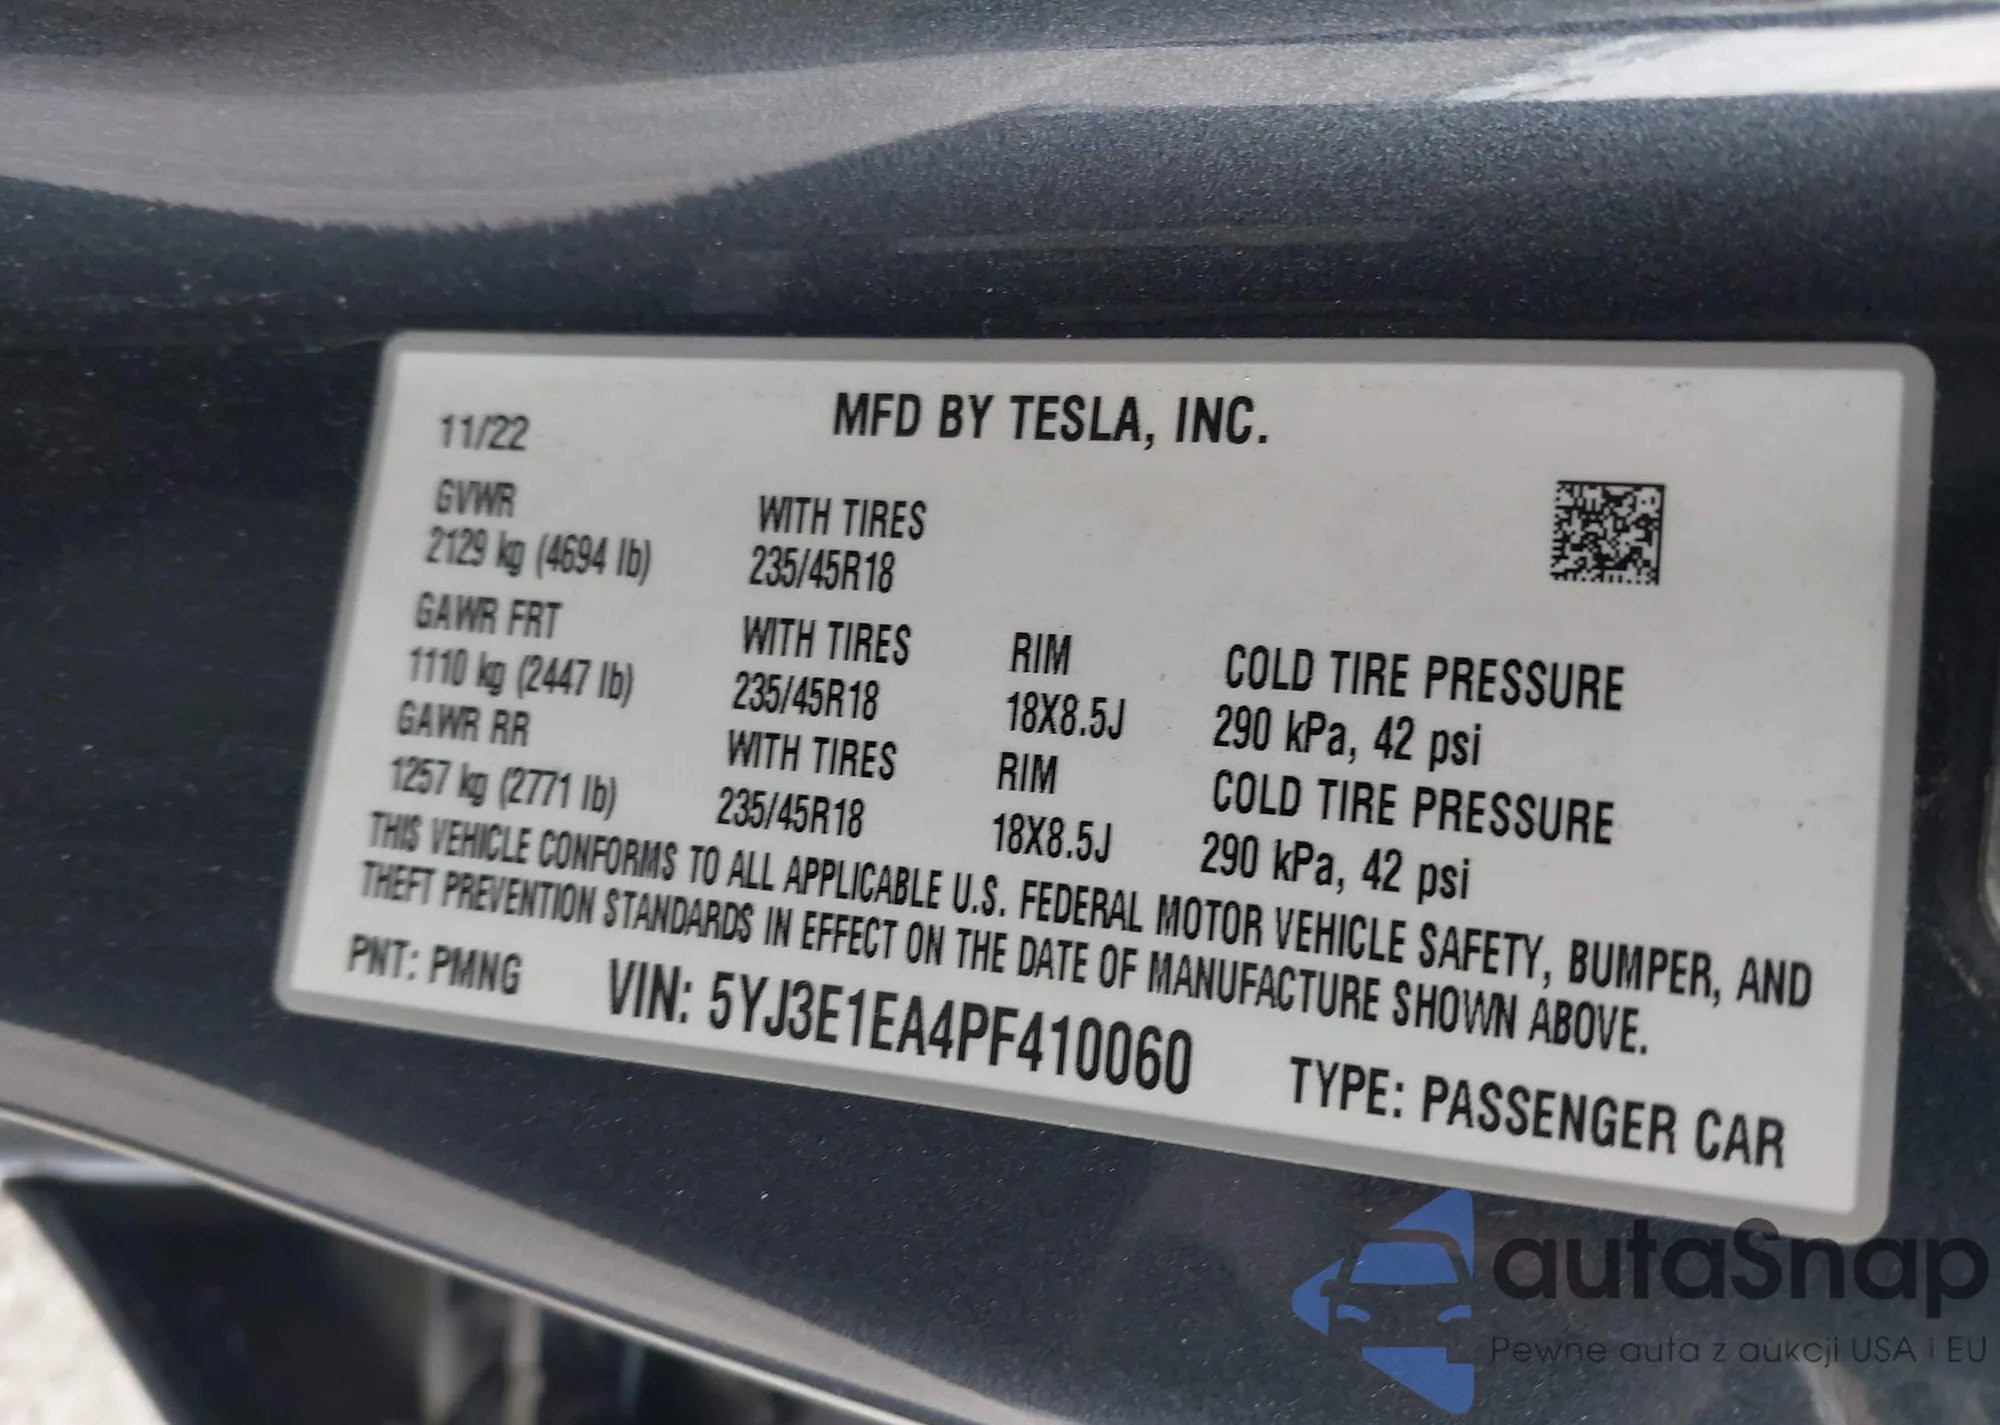 MFD BY TESLA, INC.
11/22
GVWR WITH TIRES
2129 kg (4694 lb) 235/45R18
GAWR FRT WITH TIRES RIM COLD TIRE PRESSURE
1110 kg (2447 lb) 235/45R18 18X8.5J 290 kPa, 42 psi
GAWR RR WITH TIRES RIM COLD TIRE PRESSURE
1257 kg (2771 lb) 235/45R18 18X8.5J 290 kPa, 42 psi
THIS VEHICLE CONFORMS TO ALL APPLICABLE U.S. FEDERAL MOTOR VEHICLE SAFETY, BUMPER, AND
THEFT PREVENTION STANDARDS IN EFFECT ON THE DATE OF MANUFACTURE SHOWN ABOVE.
PNT: PMNG VIN: 5YJ3E1EA4PF410060 TYPE: PASSENGER CAR
autaSnap
Pewne auta z aukcji USA i EU